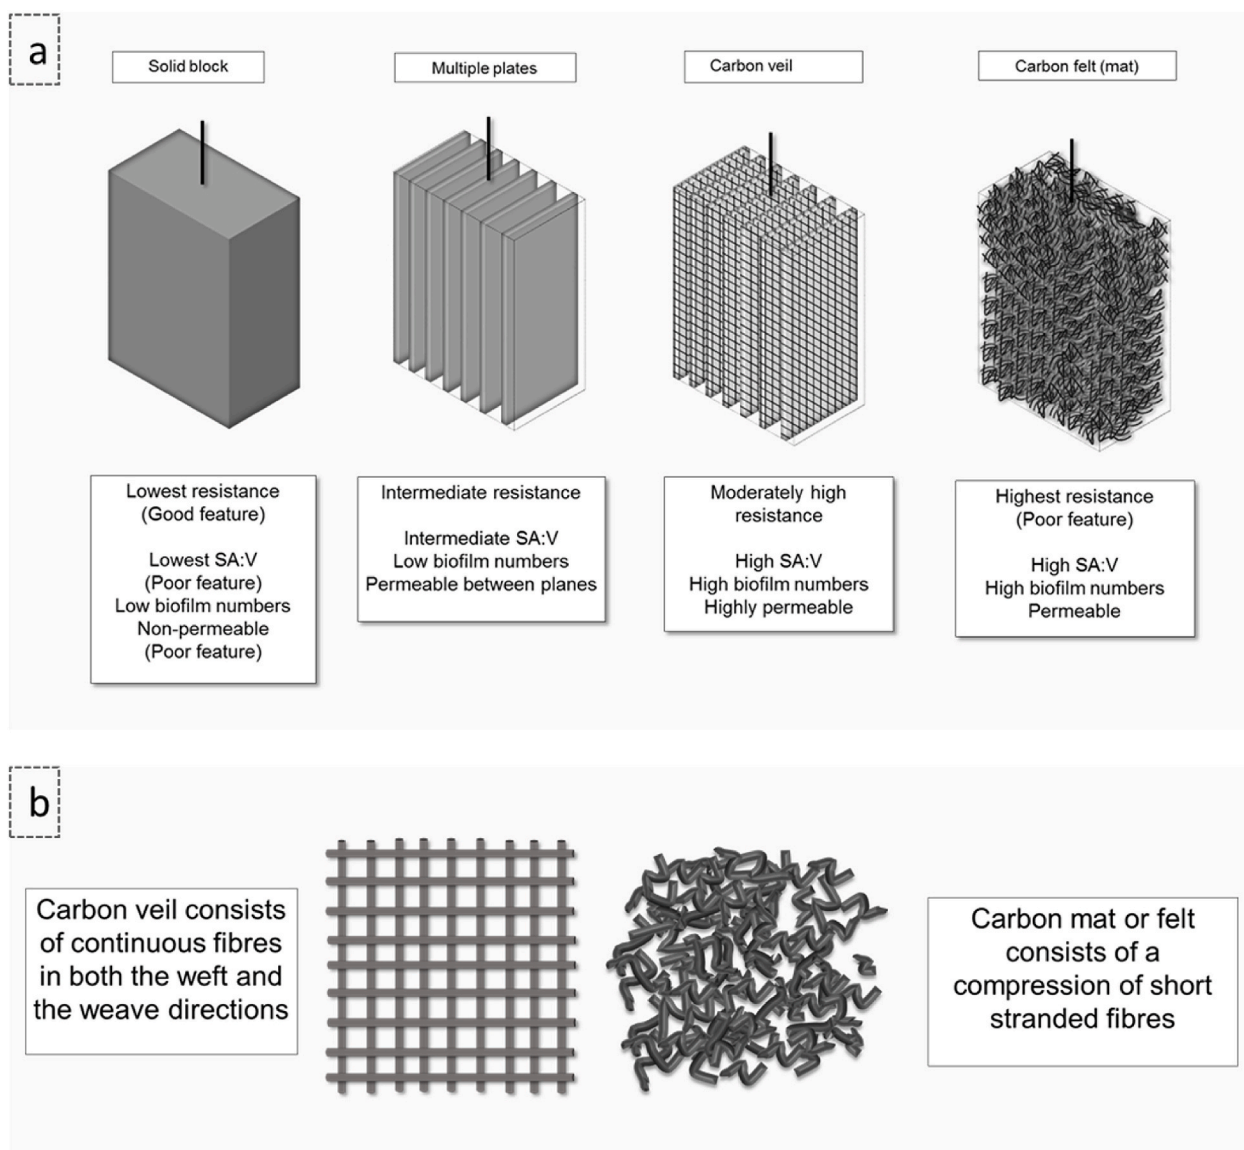 a
Solid block
Multiple plates
Carbon veil
Carbon felt (mat)
Lowest resistance
(Good feature)
Lowest SA:V
(Poor feature)
Low biofilm numbers
Non-permeable
(Poor feature)
Intermediate resistance
Intermediate SA:V
Low biofilm numbers
Permeable between planes
Moderately high
resistance
High SA:V
High biofilm numbers
Highly permeable
Highest resistance
(Poor feature)
High SA:V
High biofilm numbers
Permeable
b
Carbon veil consists
of continuous fibres
in both the weft and
the weave directions
Carbon mat or felt
consists of a
compression of short
stranded fibres